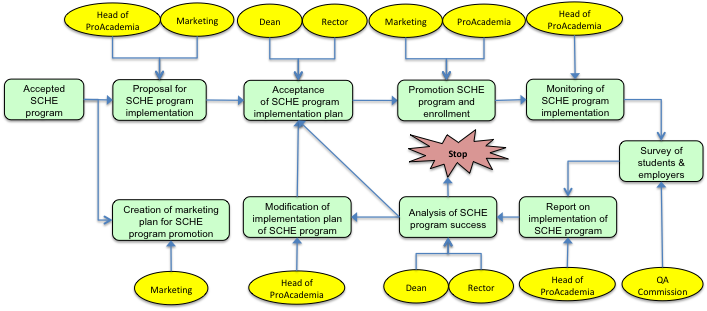 Head of
ProAcademia
Marketing
Dean
Rector
Marketing
ProAcademia
Head of
ProAcademia
Accepted
SCHE
program
Proposal for
SCHE program
implementation
Acceptance
of SCHE program
implementation plan
Promotion SCHE
program and
enrollment
Monitoring of
SCHE program
implementation
Stop
Survey of
students &
employers
Creation of marketing
plan for SCHE
program promotion
Modification of
implementation plan
of SCHE program
Analysis of SCHE
program success
Report on
implementation of
SCHE program
Marketing
Head of
ProAcademia
Dean
Rector
Head of
ProAcademia
QA
Commission